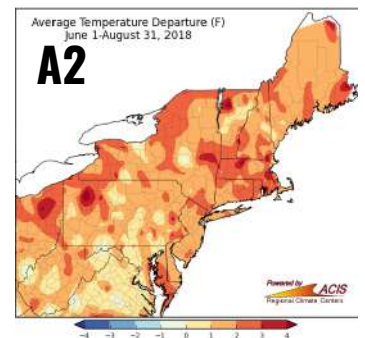 Average Temperature Departure (F)
June 1-August 31, 2018
A2
Powered by ACIS
Regional Climate Centers
-4 -3 -2 -1 0 1 2 3 4